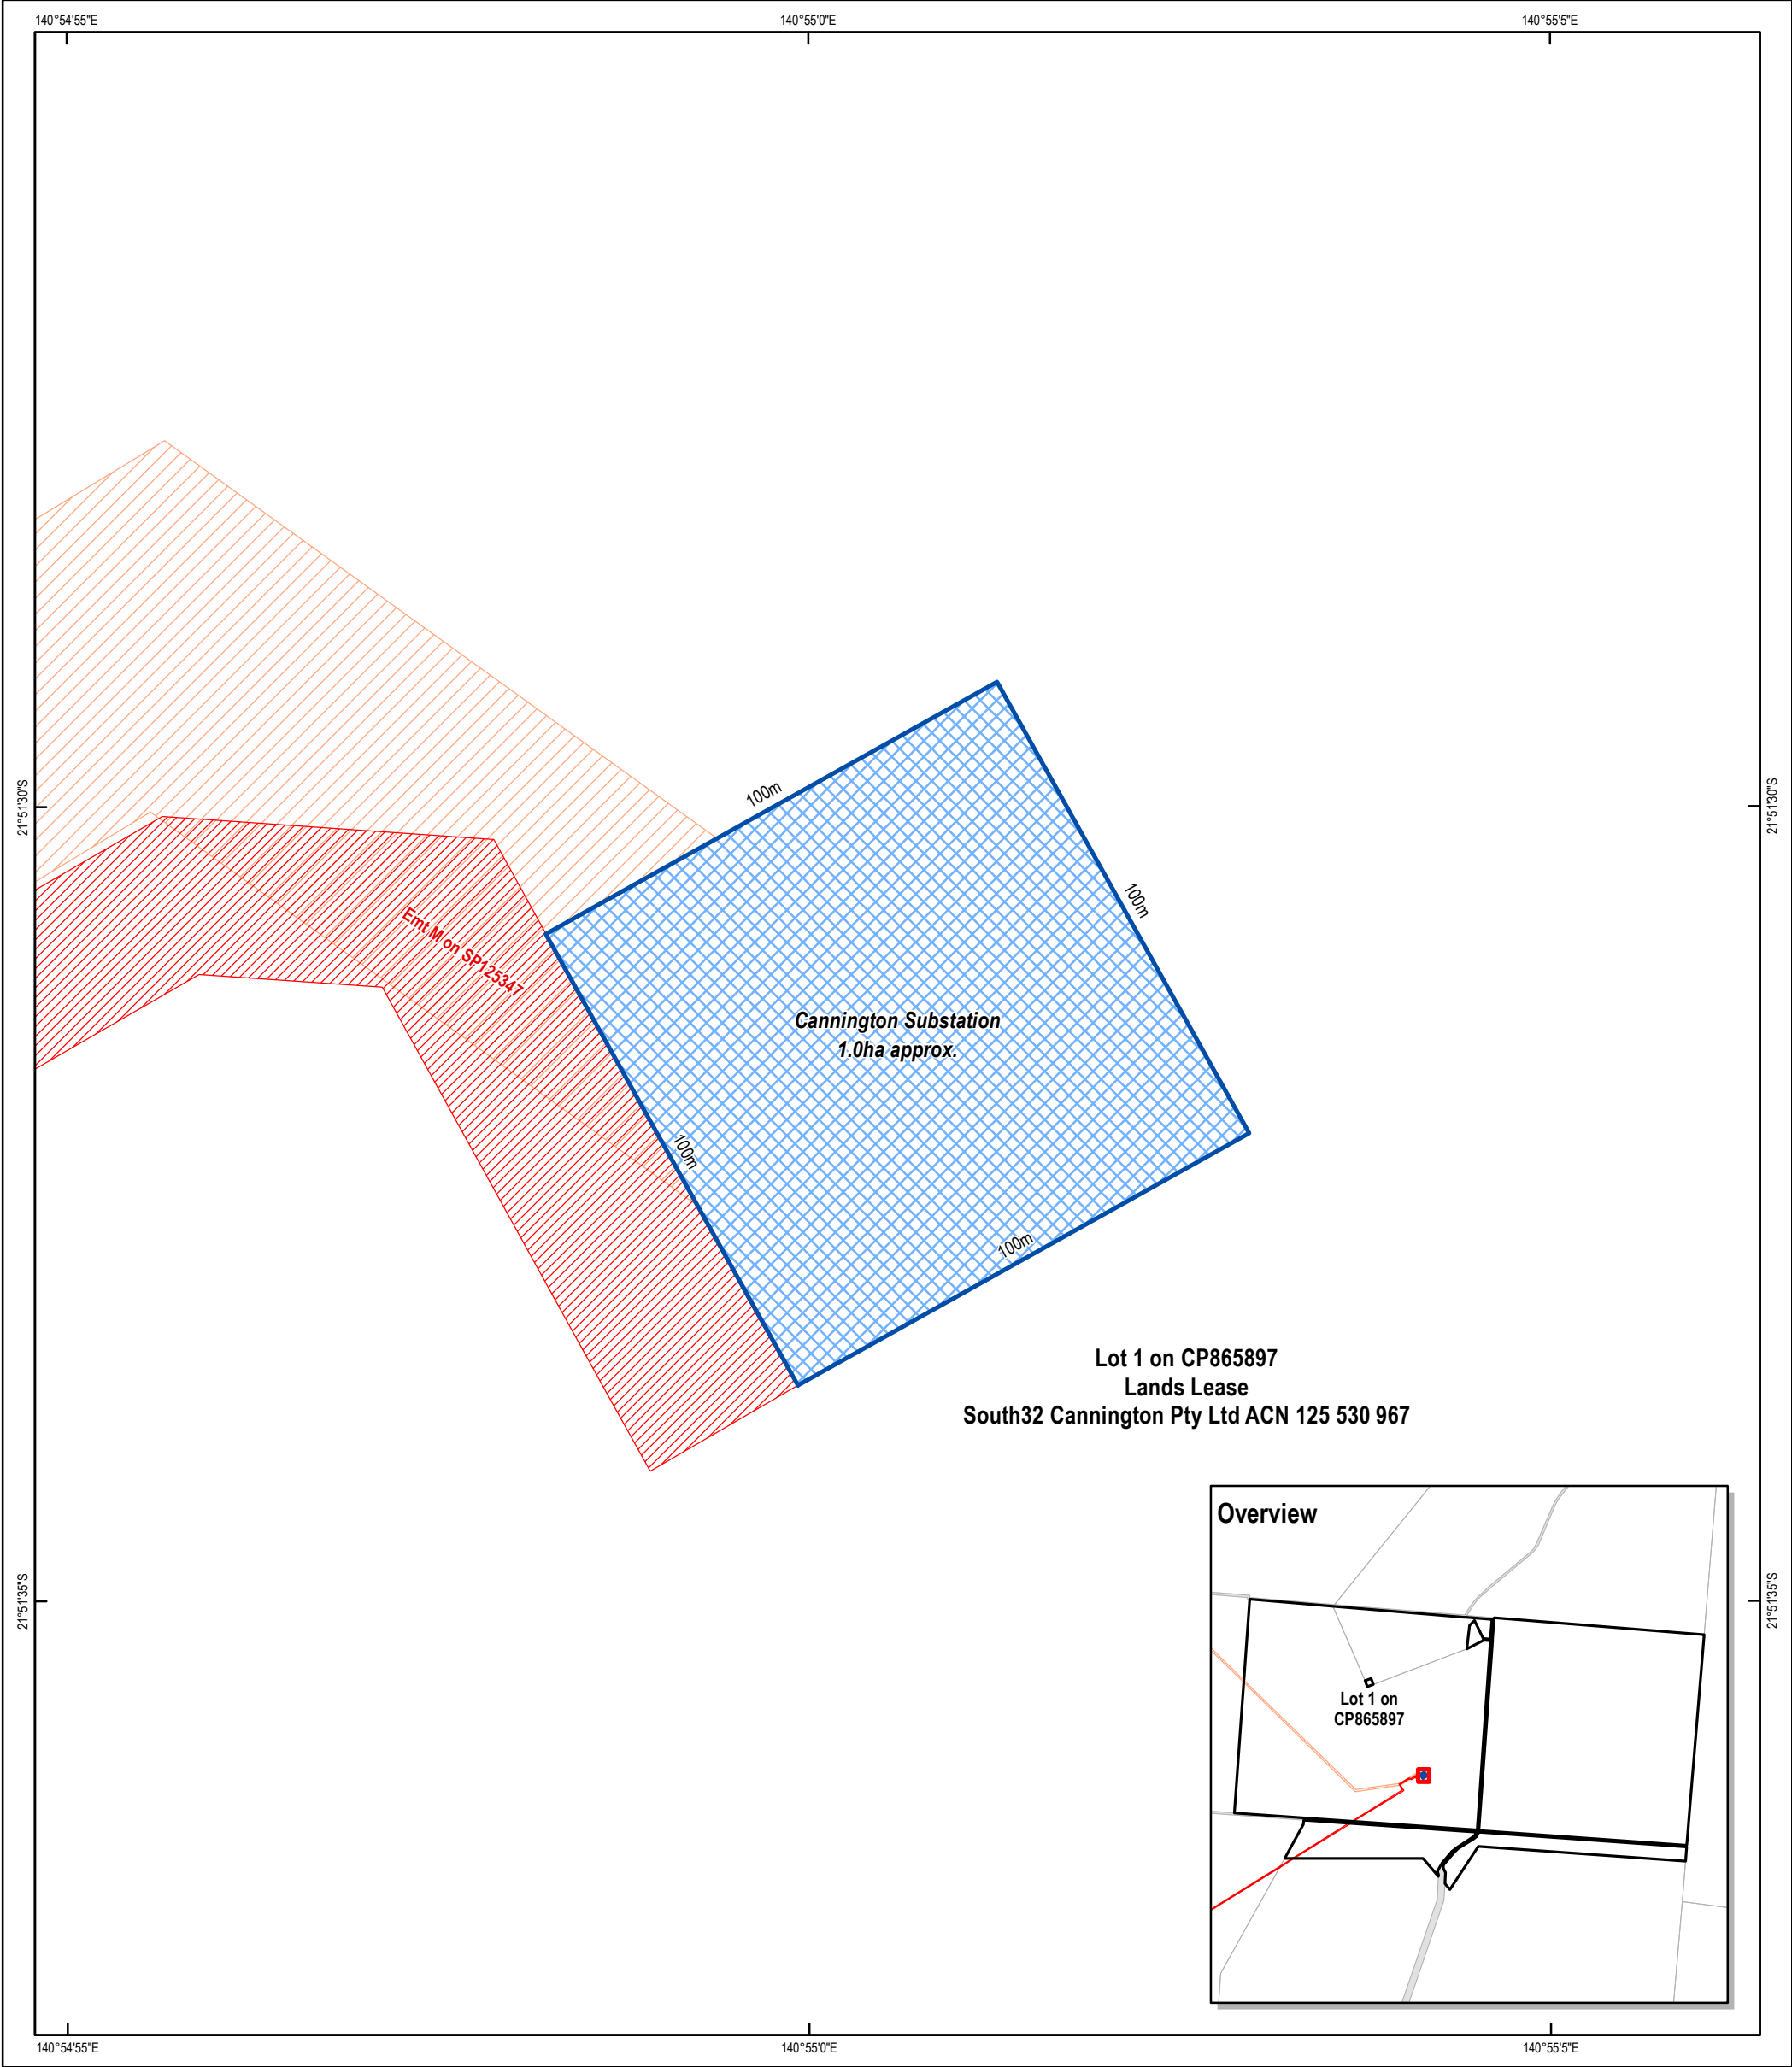 140°54'55"E
140°55'0"E
140°55'5"E
21°51'30"S
21°51'30"S
100m
100m
Emt M on SP125347
Cannington Substation
1.0ha approx.
100m
100m
Lot 1 on CP865897
Lands Lease
South32 Cannington Pty Ltd ACN 125 530 967
Overview
Lot 1 on
CP865897
21°51'35"S
21°51'35"S
140°54'55"E
140°55'0"E
140°55'5"E